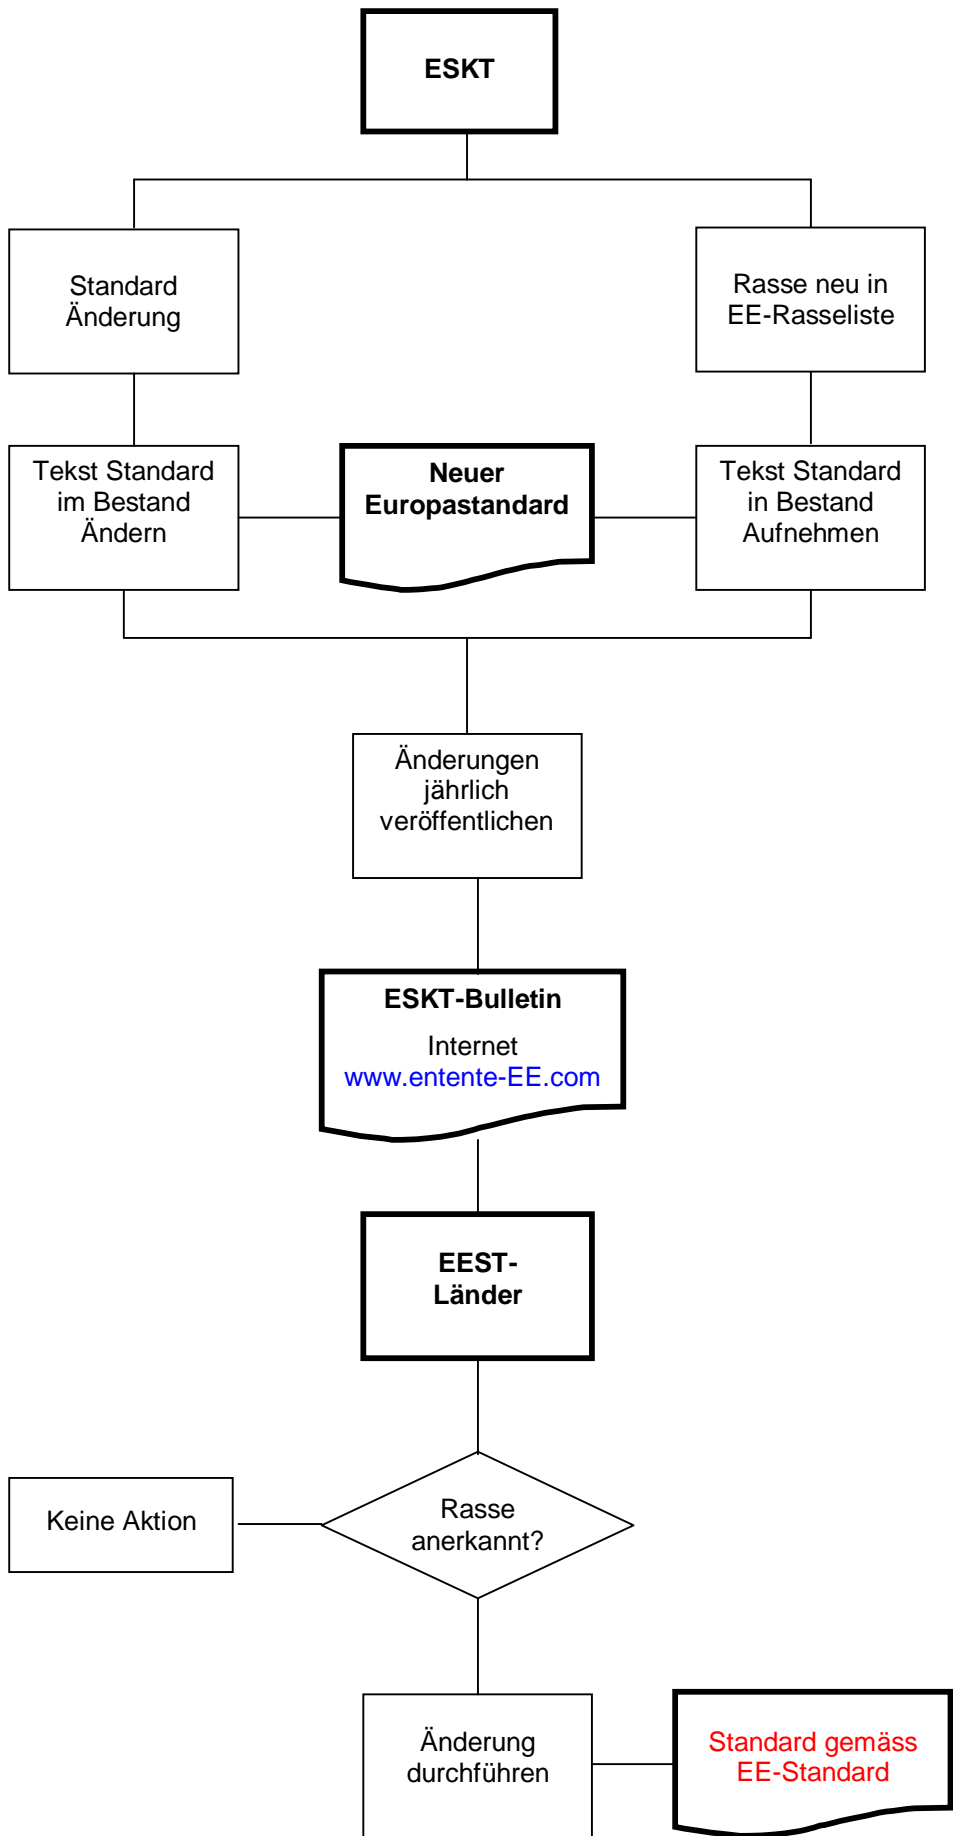 ESKT
Standard
Änderung
Rasse neu in
EE-Rasseliste
Tekst Standard
im Bestand
Ändern
Neuer
Europastandard
Tekst Standard
in Bestand
Aufnehmen
Änderungen
jährlich
veröffentlichen
ESKT-Bulletin
Internet
www.entente-EE.com
EEST-
Länder
Keine Aktion
Rasse
anerkannt?
Änderung
durchführen
Standard gemäss
EE-Standard